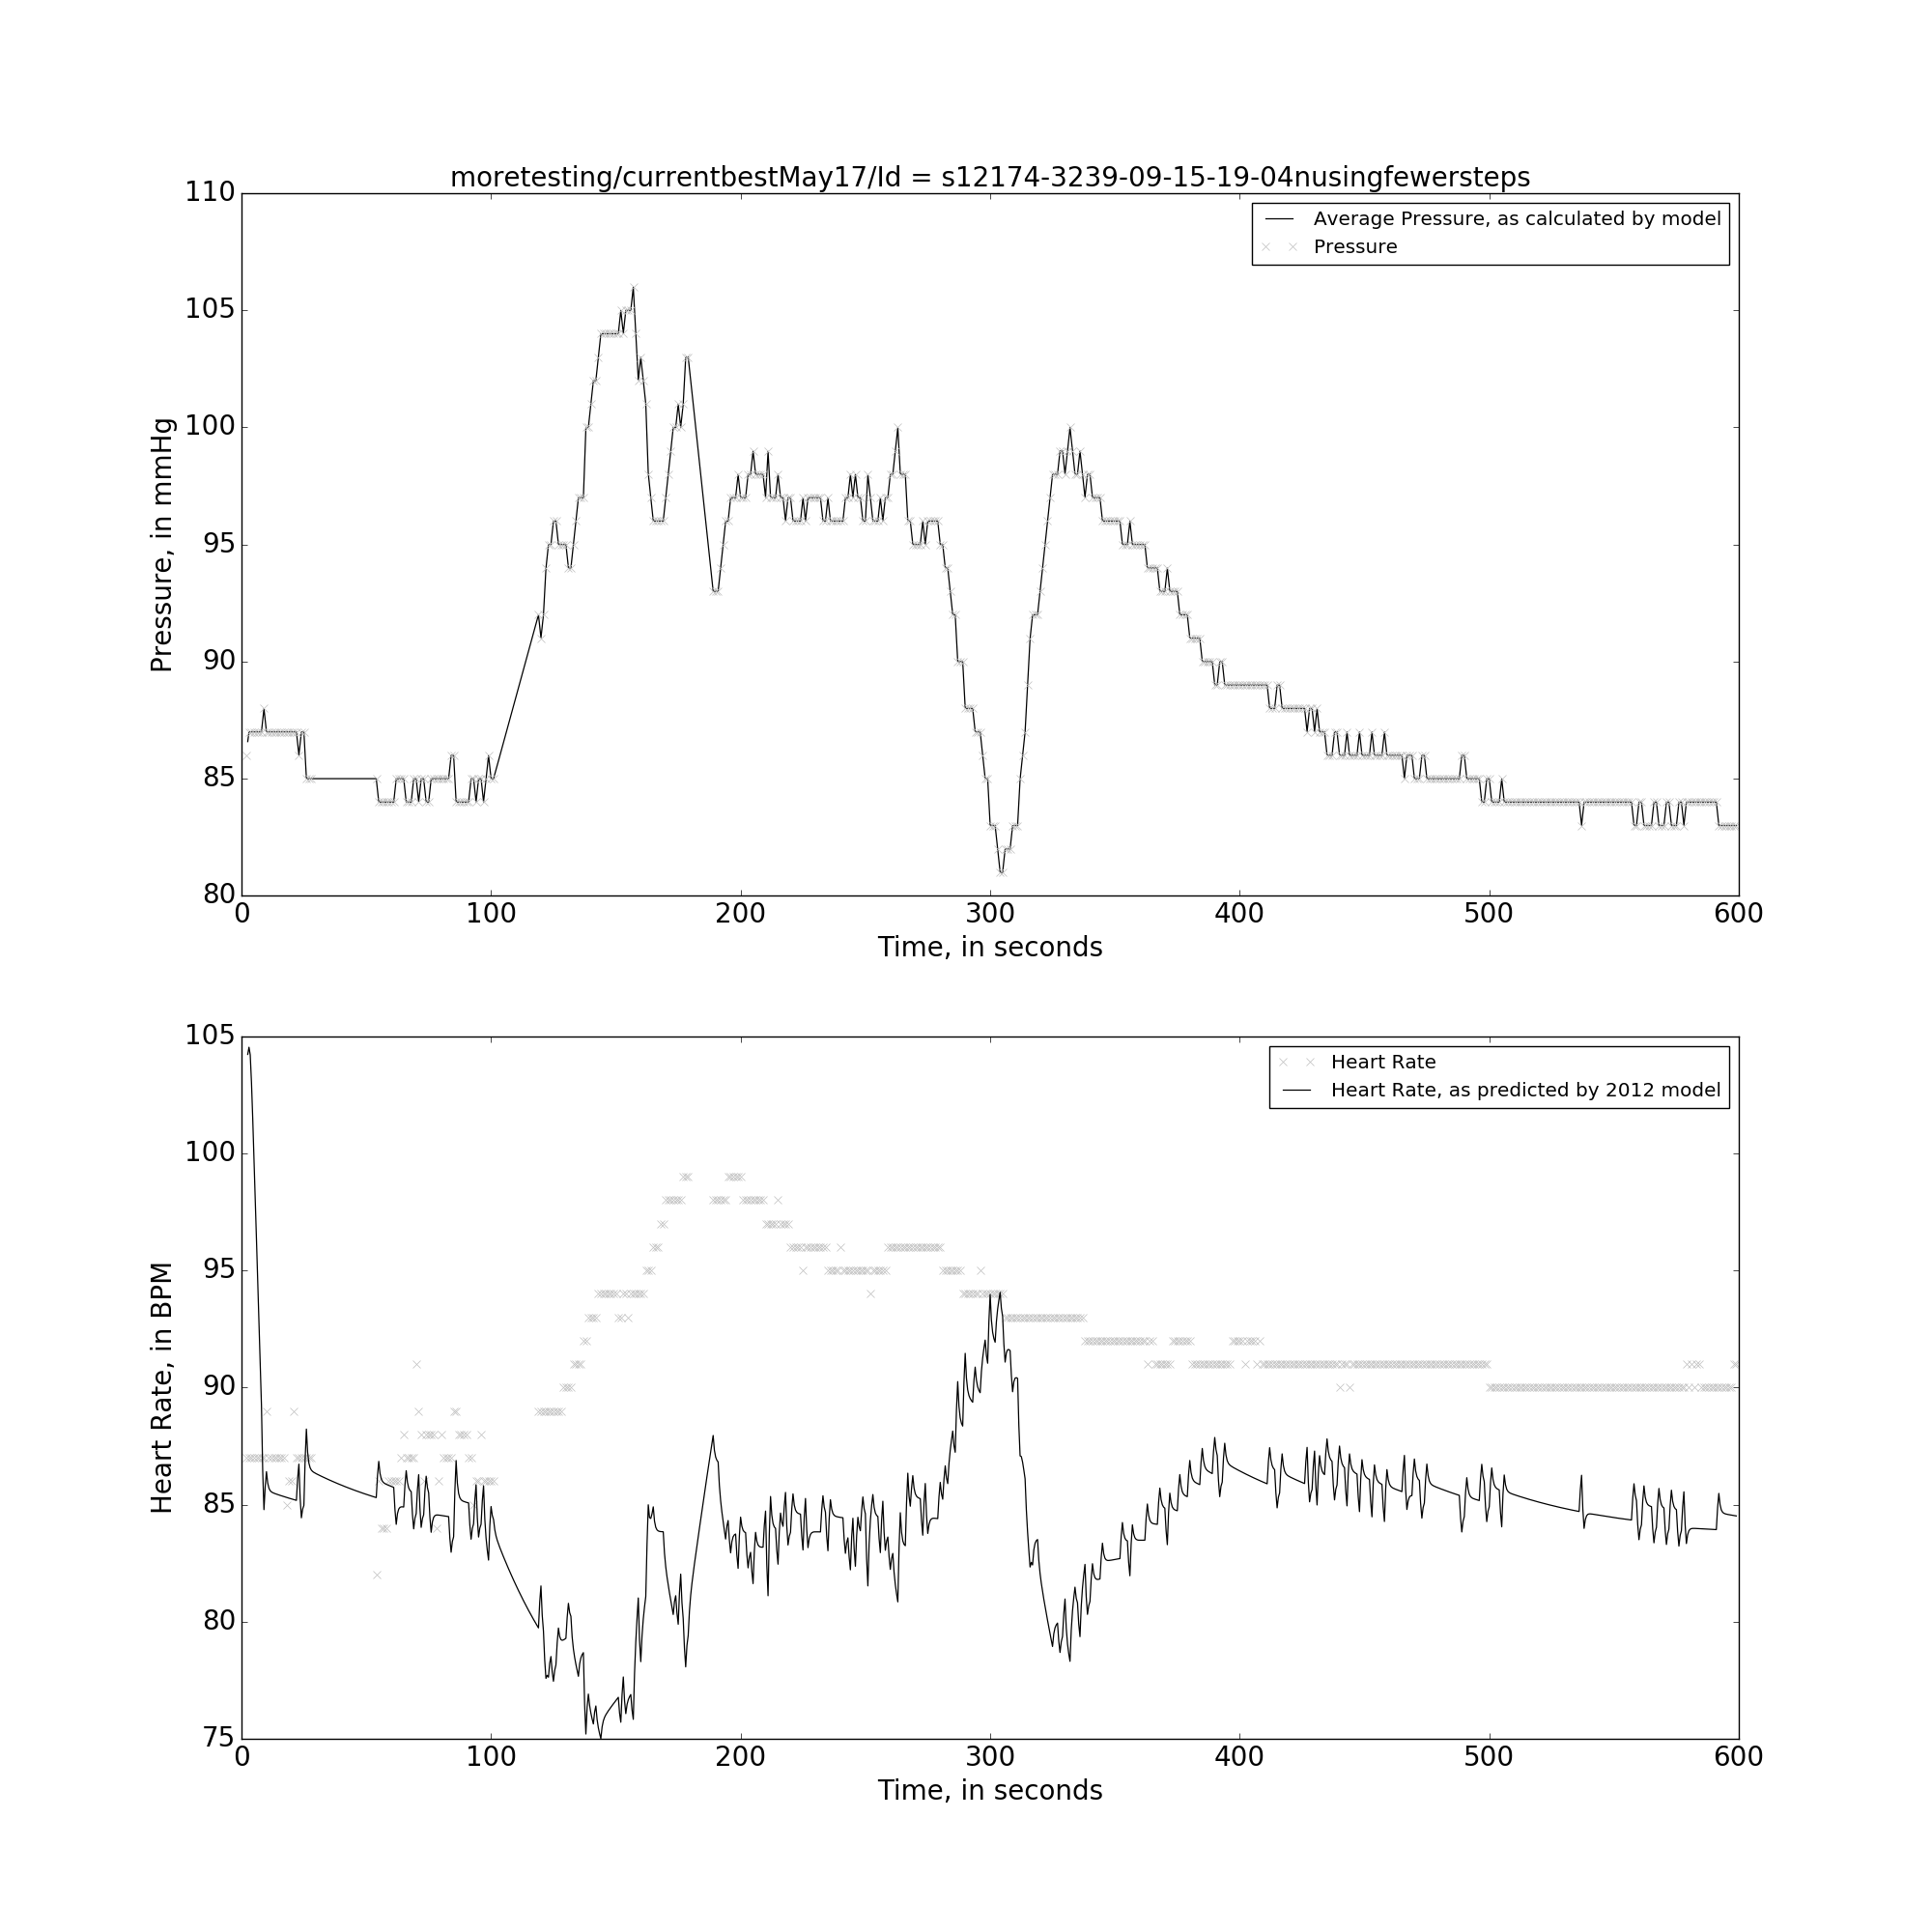 moretesting/currentbestMay17/Id = s12174-3239-09-15-19-04nusingfewersteps
110
105
100
95
90
85
80
Pressure, in mmHg
Average Pressure, as calculated by model
Pressure
0 100 200 300 400 500 600
Time, in seconds
105
100
95
90
85
80
75
Heart Rate, in BPM
Heart Rate
Heart Rate, as predicted by 2012 model
0 100 200 300 400 500 600
Time, in seconds